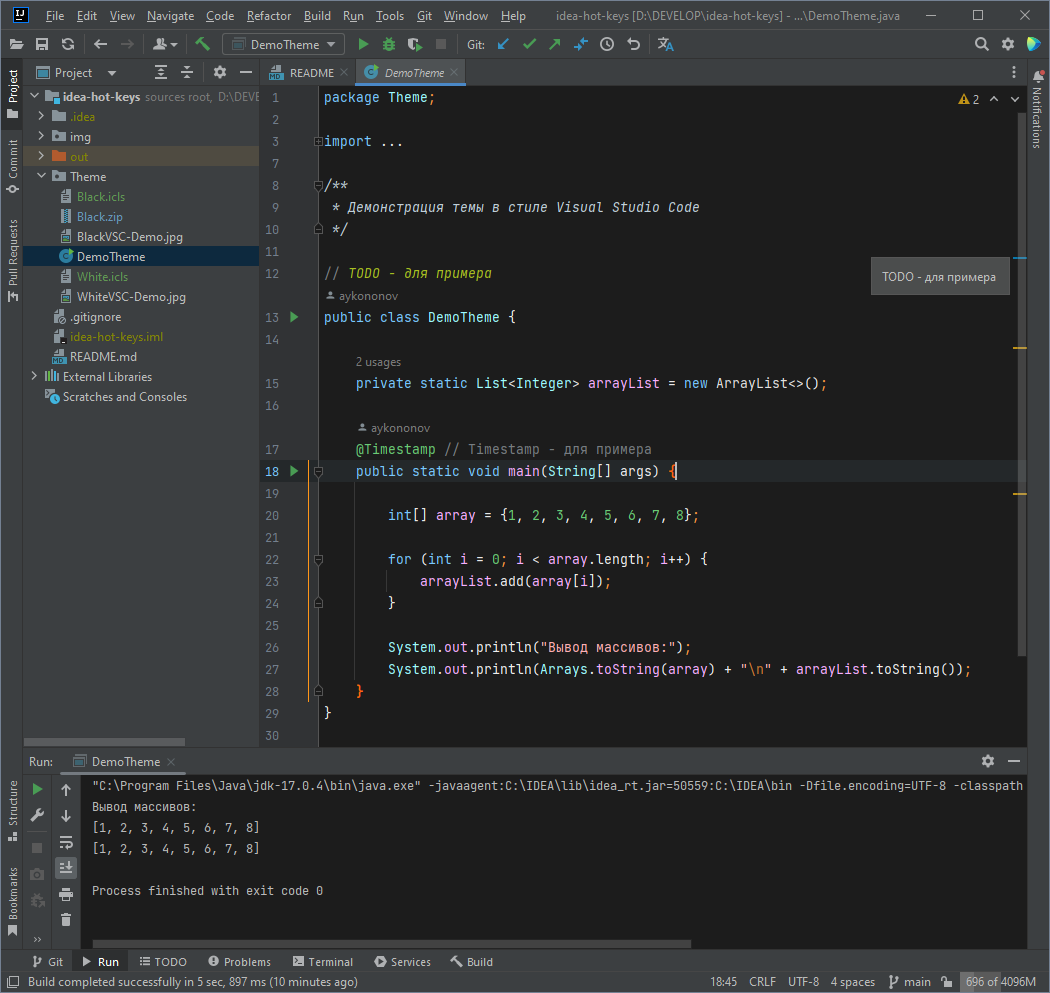 File Edit View Navigate Code Refactor Build Run Tools Git Window Help idea-hot-keys [D:\DEVELOP\idea-hot-keys] - ...\DemoTheme.java
DemoTheme Git:
Project
README DemoTheme
Project
Commit
Pull Requests
idea-hot-keys sources root, D:\DEVE
.idea
img
out
Theme
Black.icls
Black.zip
BlackVSC-Demo.jpg
DemoTheme
White.icls
WhiteVSC-Demo.jpg
.gitignore
idea-hot-keys.iml
README.md
External Libraries
Scratches and Consoles
Notifications
2
1 package Theme;
2
3 import ...
7
8 /**
9 * Демонстрация темы в стиле Visual Studio Code
10 */
11
12 // TODO - для примера
TODO - для примера
aykononov
13 public class DemoTheme {
14
2 usages
15 private static List<Integer> arrayList = new ArrayList<>();
16
aykononov
17 @Timestamp // Timestamp - для примера
18 public static void main(String[] args) {
19
20 int[] array = {1, 2, 3, 4, 5, 6, 7, 8};
21
22 for (int i = 0; i < array.length; i++) {
23 arrayList.add(array[i]);
24 }
25
26 System.out.println("Вывод массивов:");
27 System.out.println(Arrays.toString(array) + "\n" + arrayList.toString());
28 }
29 }
30
Run: DemoTheme
Structure
Bookmarks
"C:\Program Files\Java\jdk-17.0.4\bin\java.exe" -javaagent:C:\IDEA\lib\idea_rt.jar=50559:C:\IDEA\bin -Dfile.encoding=UTF-8 -classpath
Вывод массивов:
[1, 2, 3, 4, 5, 6, 7, 8]
[1, 2, 3, 4, 5, 6, 7, 8]
Process finished with exit code 0
Git Run TODO Problems Terminal Services Build
Build completed successfully in 5 sec, 897 ms (10 minutes ago) 18:45 CRLF UTF-8 4 spaces main 696 of 4096M